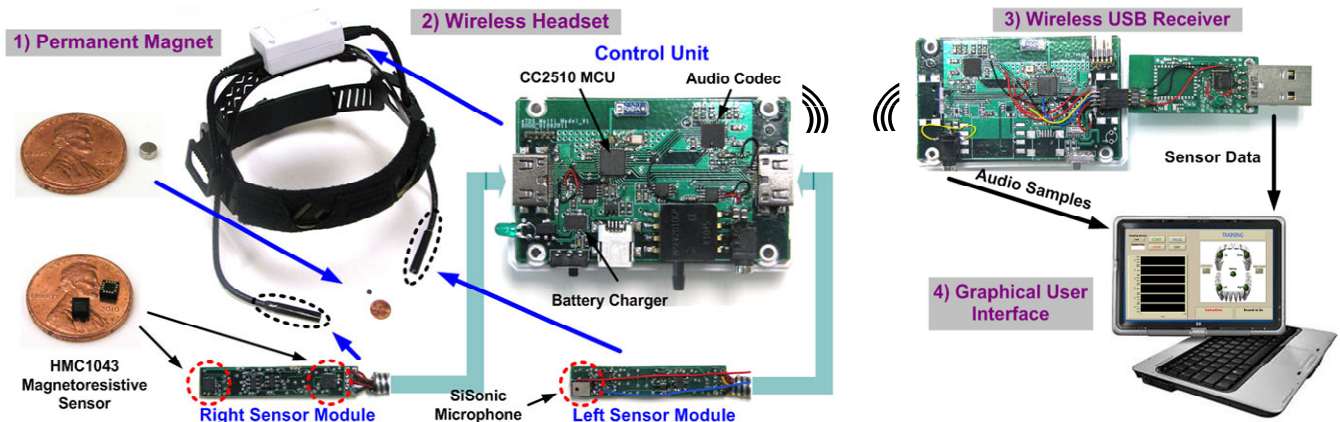 1) Permanent Magnet
2) Wireless Headset
3) Wireless USB Receiver
Control Unit
CC2510 MCU
Audio Codec
Sensor Data
Audio Samples
Battery Charger
TRAINING
4) Graphical User
Interface
HMC1043
Magnetoresistive
Sensor
Right Sensor Module
SiSonic
Microphone
Left Sensor Module